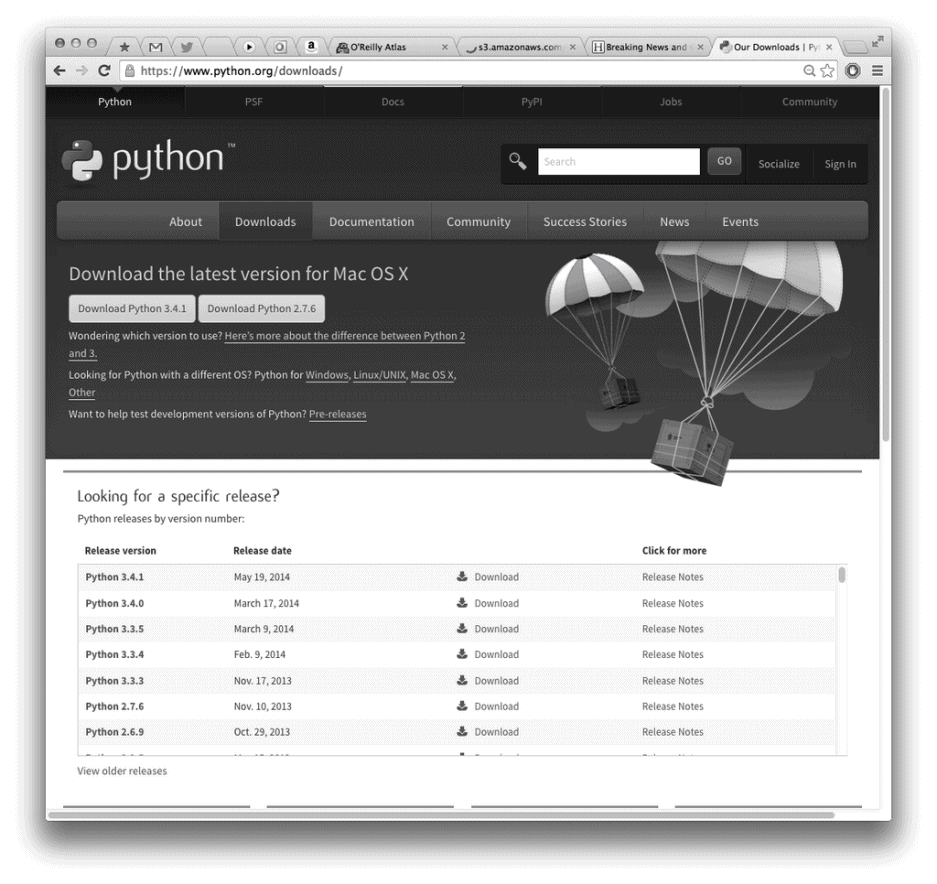 O'Reilly Atlas
s3.amazonaws.com
Breaking News and
Our Downloads | Py
https://www.python.org/downloads/
Python PSF Docs PyPI Jobs Community
python™
Search GO Socialize Sign In
About Downloads Documentation Community Success Stories News Events
Download the latest version for Mac OS X
Download Python 3.4.1 Download Python 2.7.6
Wondering which version to use? Here's more about the difference between Python 2
and 3.
Looking for Python with a different OS? Python for Windows, Linux/UNIX, Mac OS X,
Other
Want to help test development versions of Python? Pre-releases
Looking for a specific release?
Python releases by version number:
Release version Release date Click for more
Python 3.4.1 May 19, 2014 Download Release Notes
Python 3.4.0 March 17, 2014 Download Release Notes
Python 3.3.5 March 9, 2014 Download Release Notes
Python 3.3.4 Feb. 9, 2014 Download Release Notes
Python 3.3.3 Nov. 17, 2013 Download Release Notes
Python 2.7.6 Nov. 10, 2013 Download Release Notes
Python 2.6.9 Oct. 29, 2013 Download Release Notes
View older releases